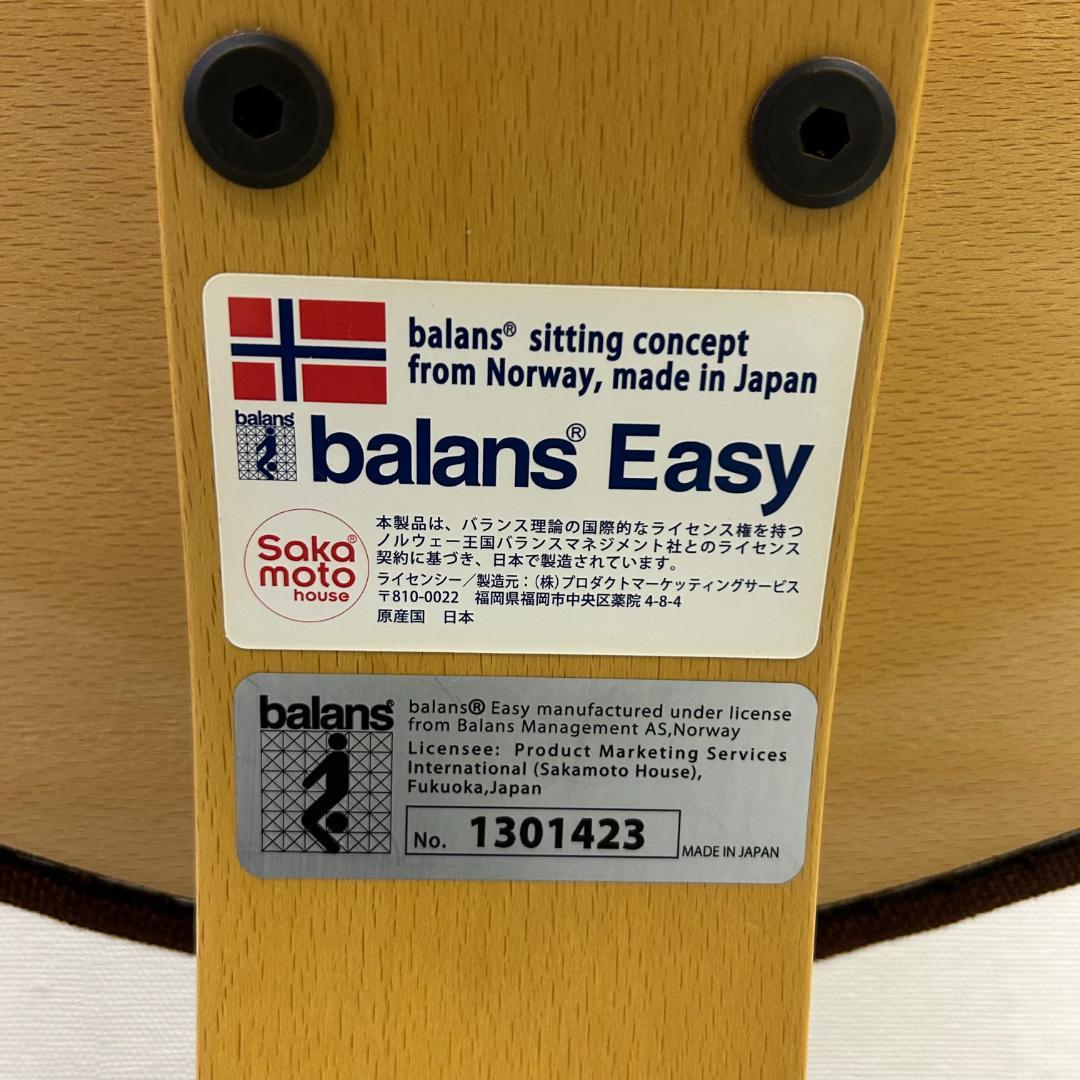 balans® sitting concept
from Norway, made in Japan
balans®
balans® Easy
Saka®
moto
house
本製品は、バランス理論の国際的なライセンス権を持つ
ノルウェー王国バランスマネジメント社とのライセンス
契約に基づき、日本で製造されています。
ライセンシー／製造元：(株)プロダクトマーケッティングサービス
〒810-0022 福岡県福岡市中央区薬院 4-8-4
原産国 日本
balans®
balans® Easy manufactured under license
from Balans Management AS,Norway
Licensee: Product Marketing Services
International (Sakamoto House),
Fukuoka,Japan
No. 1301423
MADE IN JAPAN